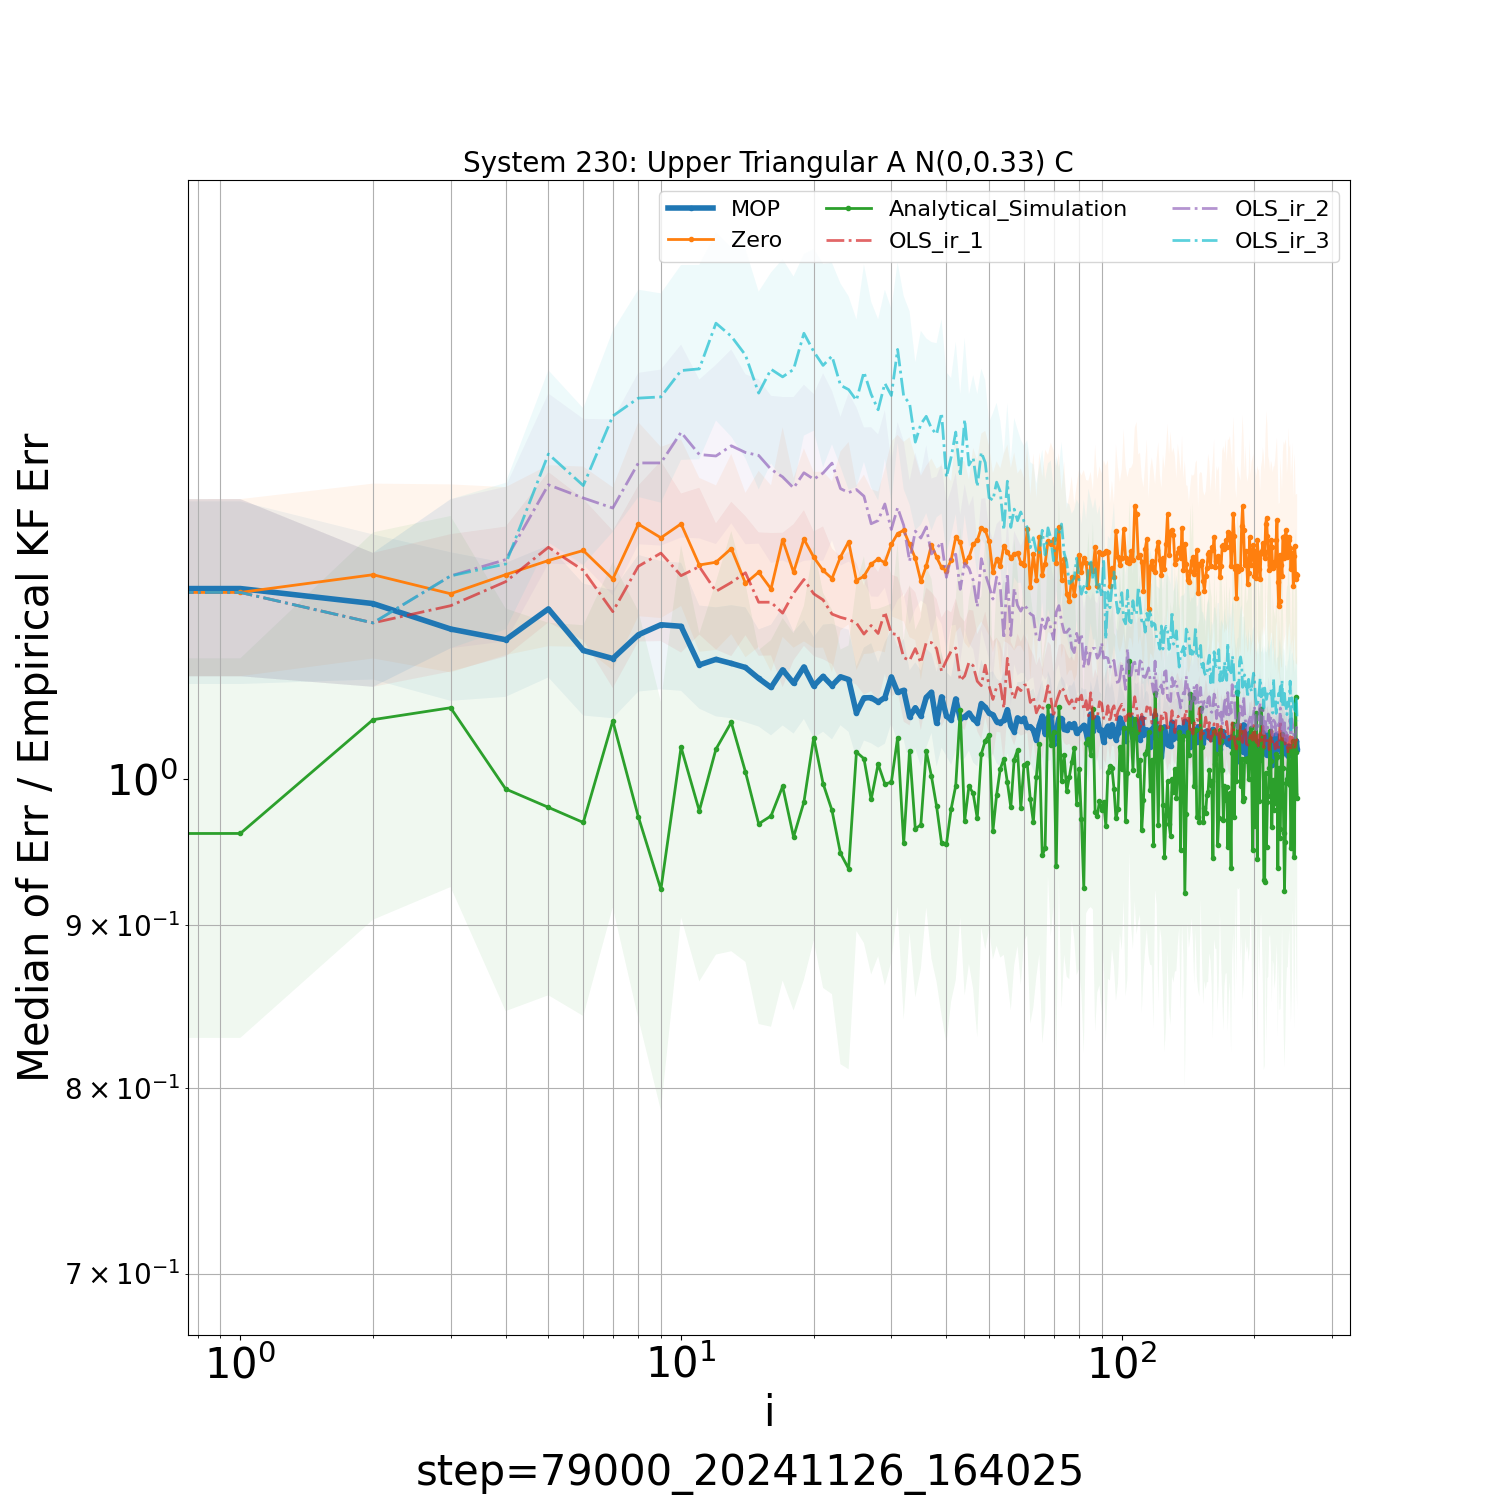 System 230: Upper Triangular A N(0,0.33) C
MOP
Zero
Analytical_Simulation
OLS_ir_1
OLS_ir_2
OLS_ir_3
Median of Err / Empirical KF Err
10⁰
9 × 10⁻¹
8 × 10⁻¹
7 × 10⁻¹
10⁰ 10¹ 10²
i
step=79000_20241126_164025